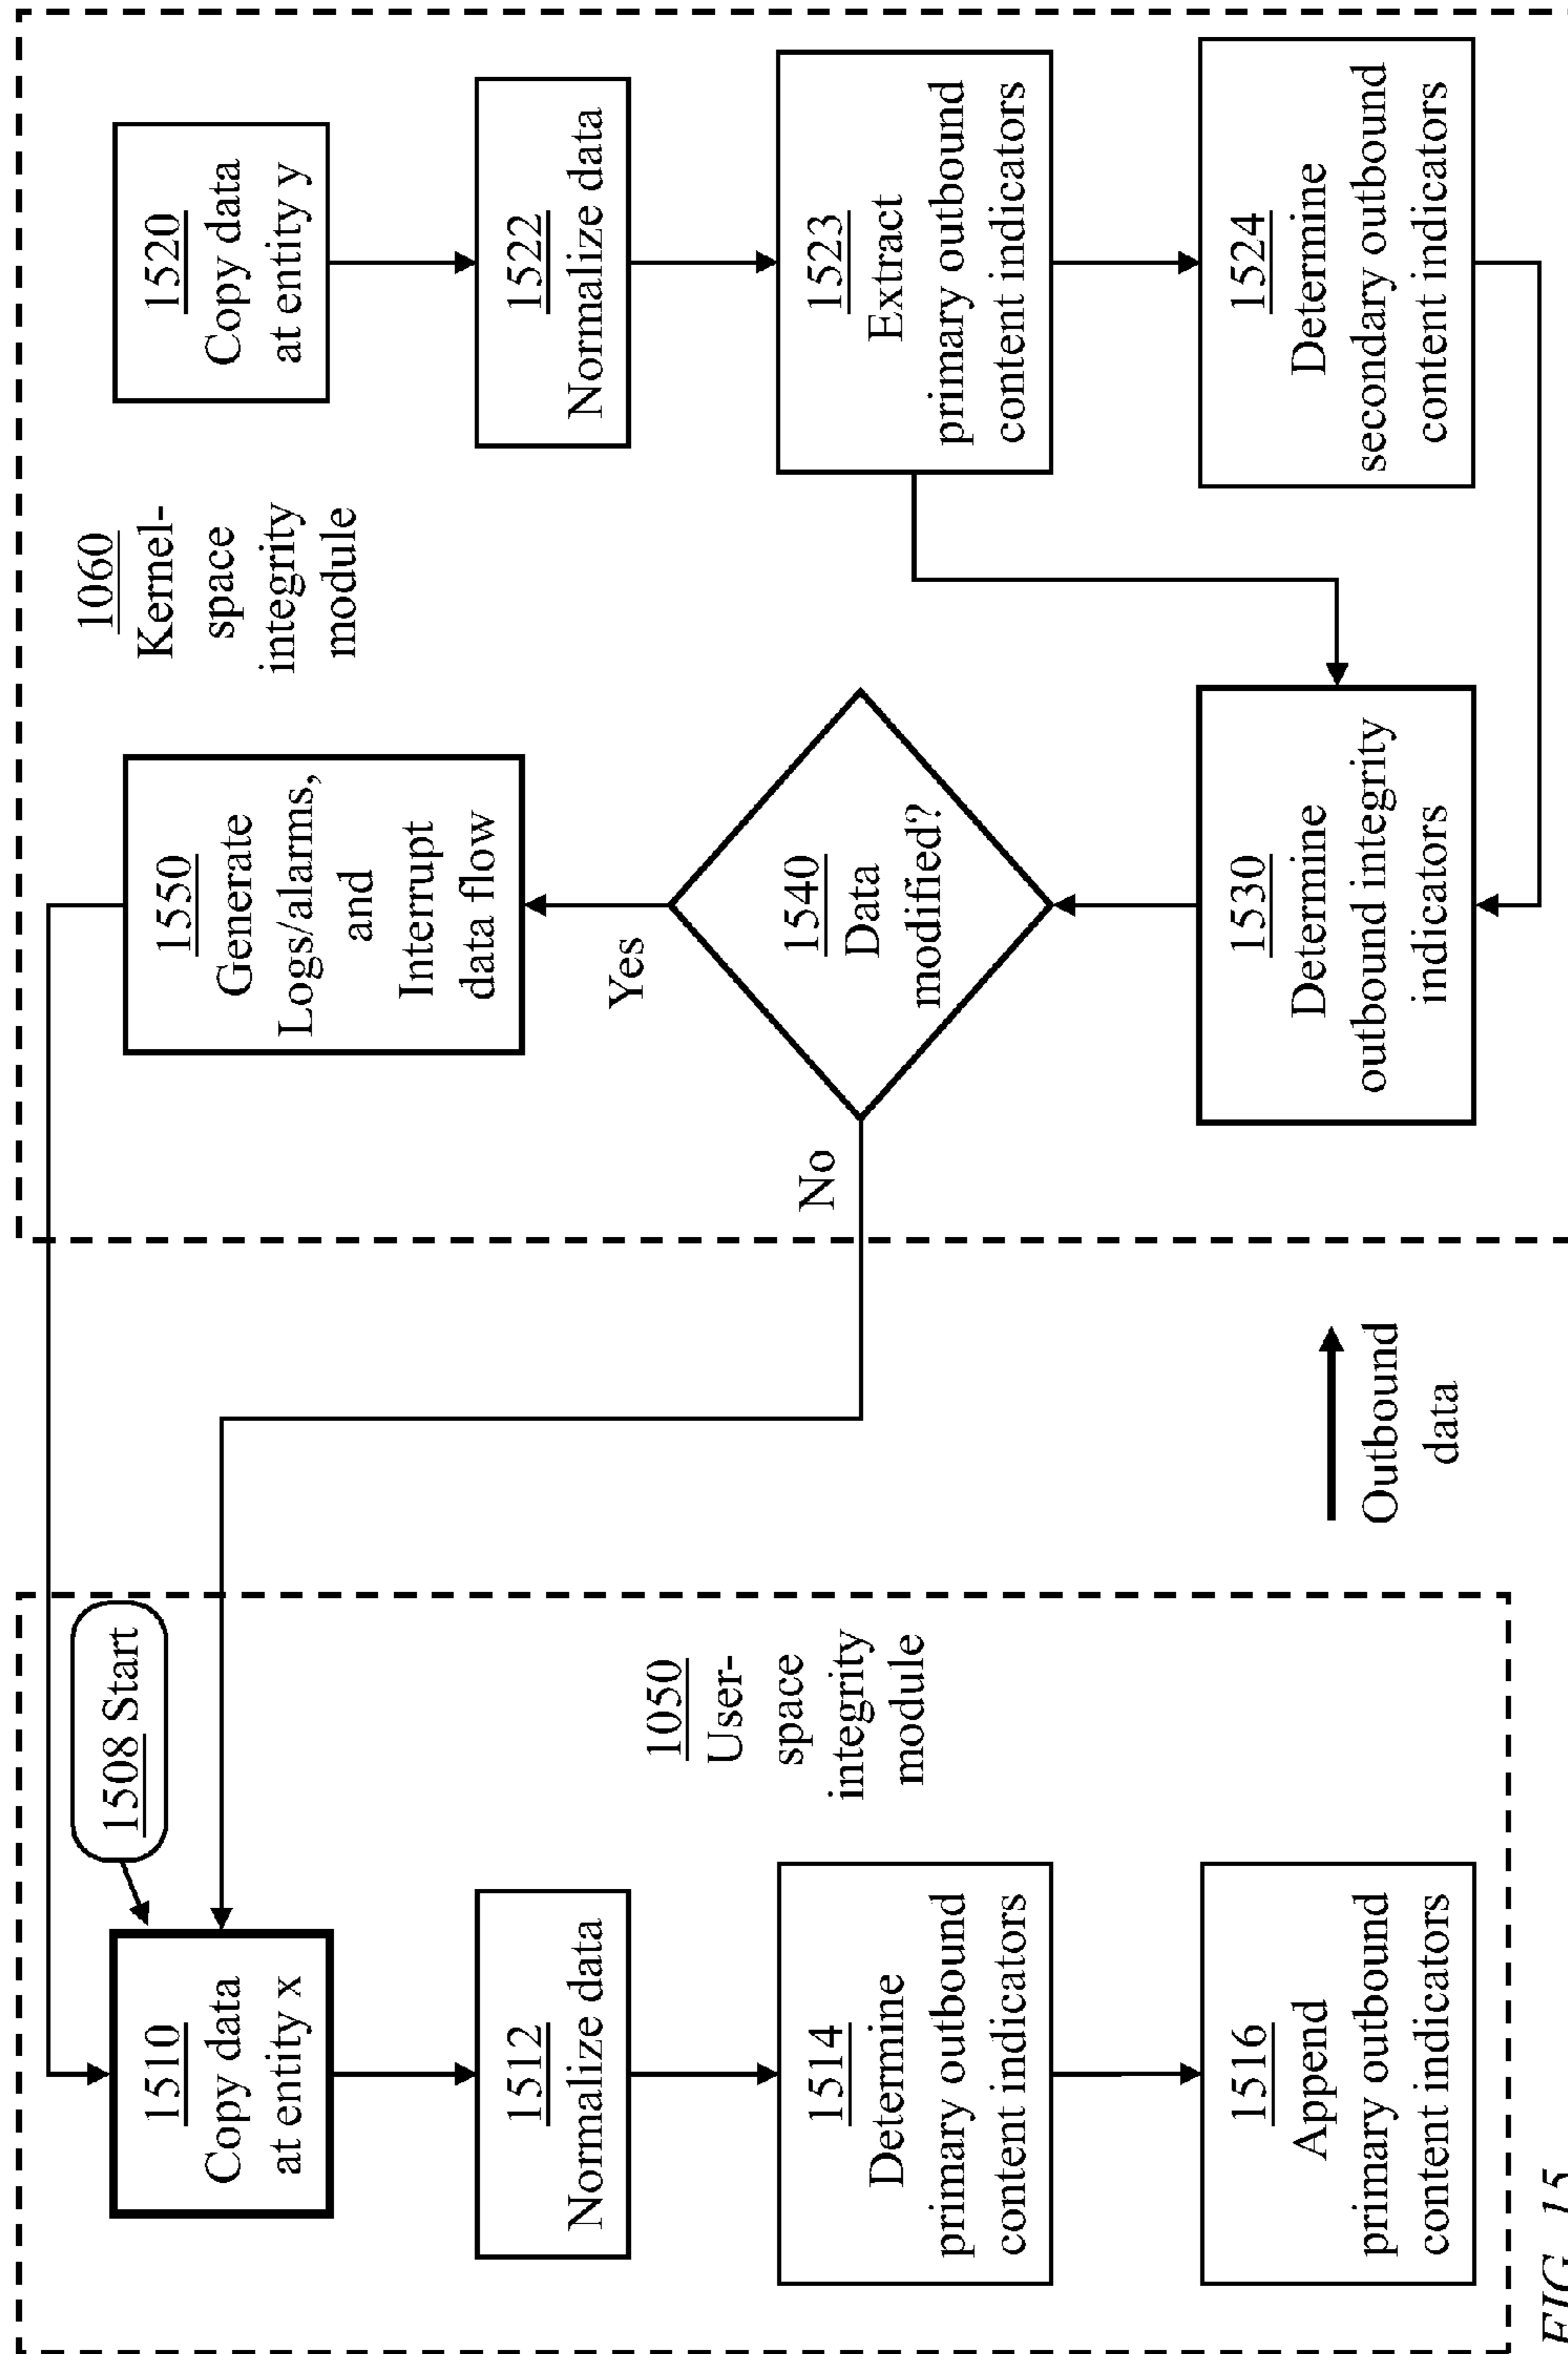 1508 Start
1510
Copy data
at entity x
1512
Normalize data
1514
Determine
primary outbound
content indicators
1516
Append
primary outbound
content indicators
1050
User-
space
integrity
module
Outbound
data
1550
Generate
Logs/alarms,
and
Interrupt
data flow
Yes
No
1540
Data
modified?
1530
Determine
outbound integrity
indicators
1060
Kernel-
space
integrity
module
1520
Copy data
at entity y
1522
Normalize data
1523
Extract
primary outbound
content indicators
1524
Determine
secondary outbound
content indicators
FIG. 15